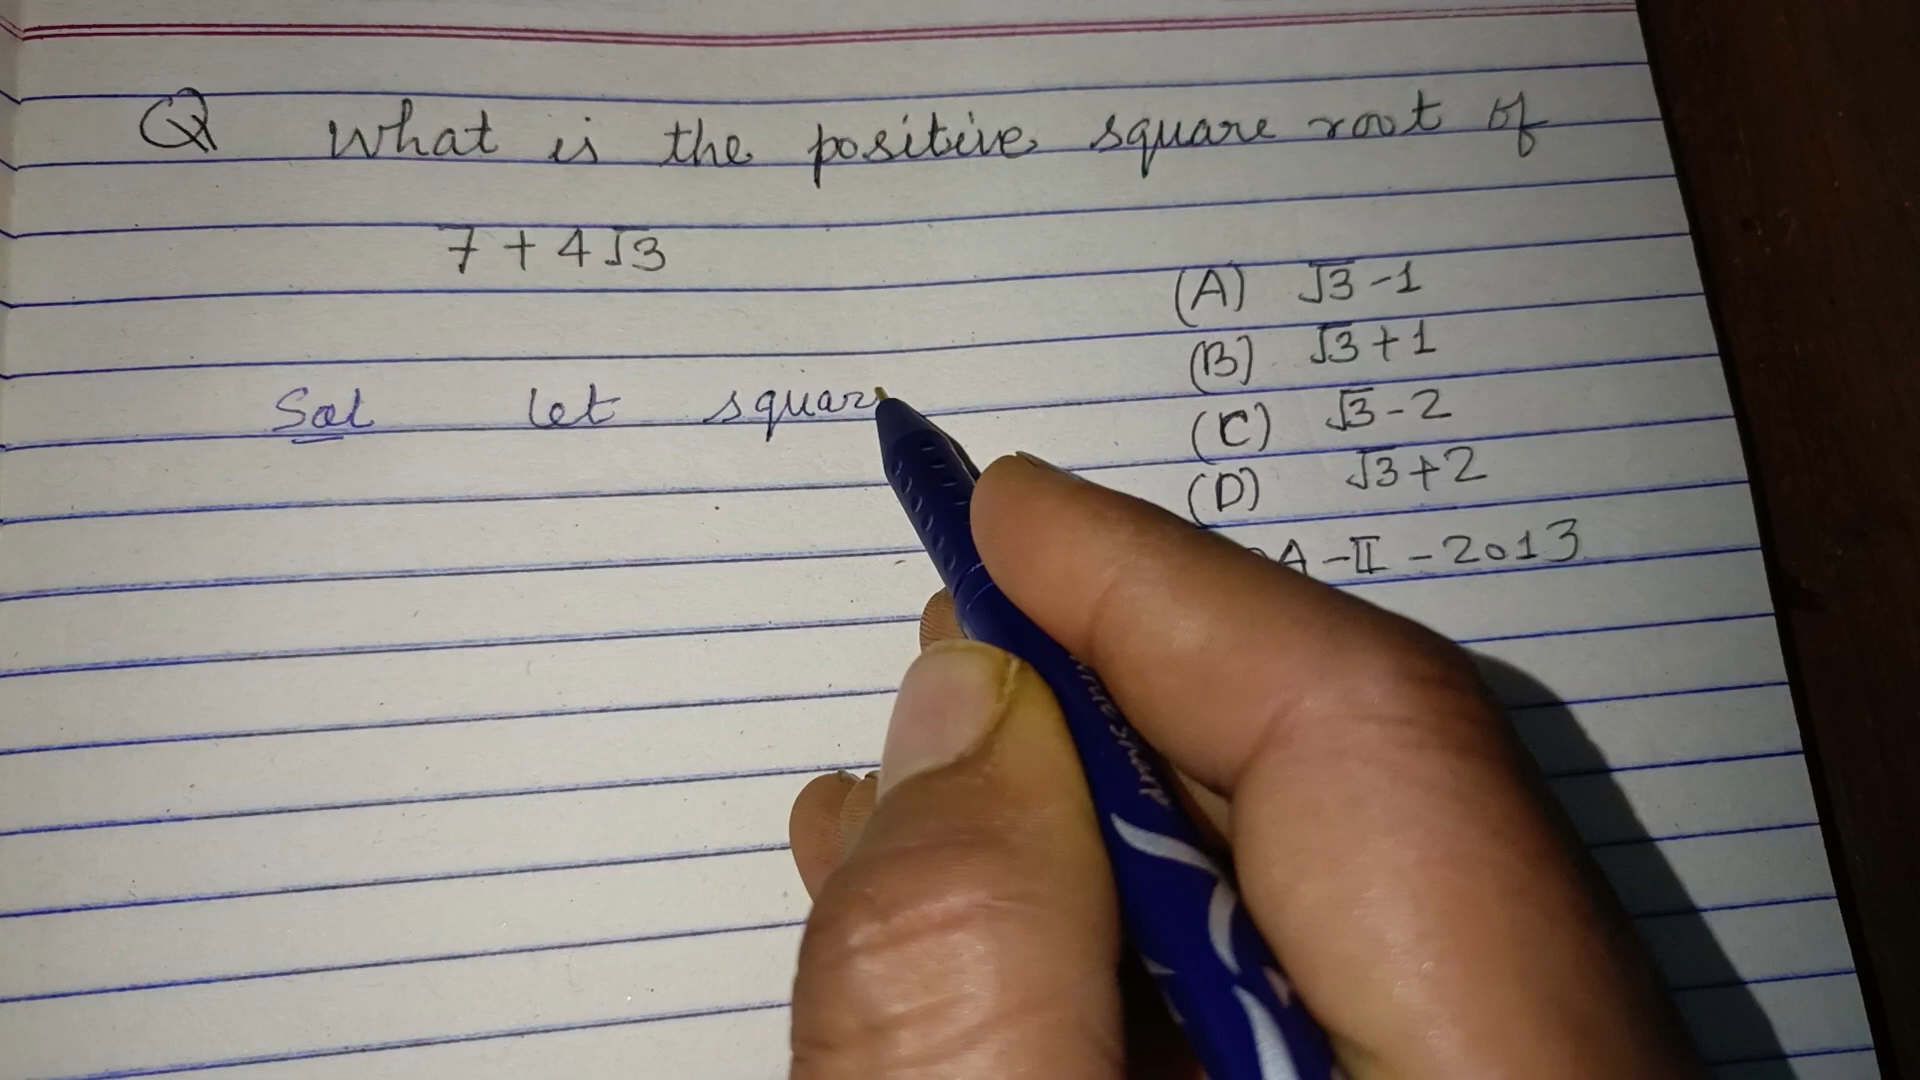 Q What is the positive square root of
7 + 4√3
(A) √3 - 1
(B) √3 + 1
(C) √3 - 2
(D) √3 + 2
A - II - 2013
Sol let squar